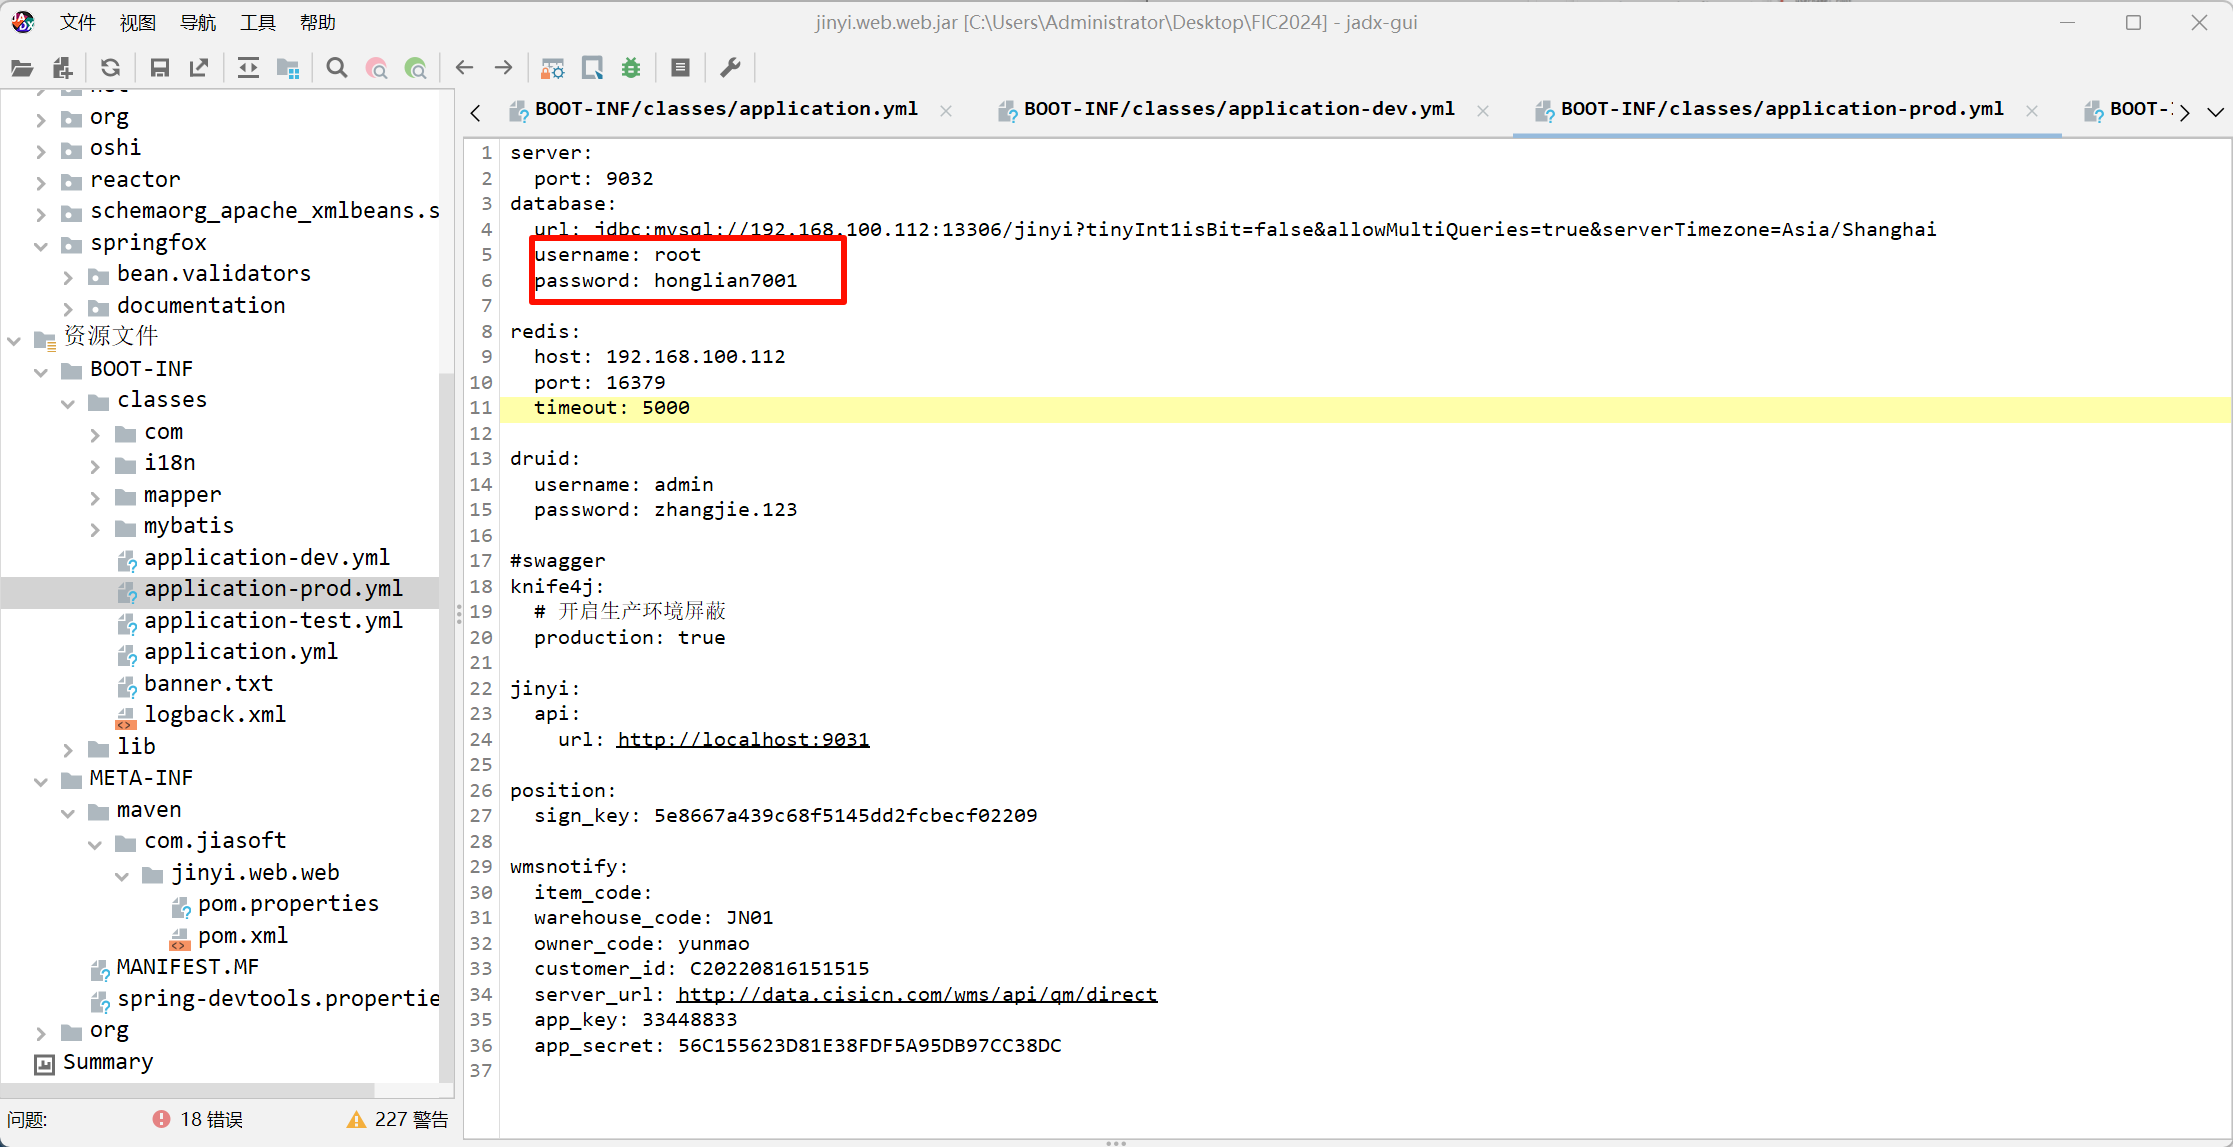 文件 视图 导航 工具 帮助
jinyi.web.web.jar [C:\Users\Administrator\Desktop\FIC2024] - jadx-gui
org
oshi
reactor
schemaorg_apache_xmlbeans.s
springfox
bean.validators
documentation
资源文件
BOOT-INF
classes
com
i18n
mapper
mybatis
application-dev.yml
application-prod.yml
application-test.yml
application.yml
banner.txt
logback.xml
lib
META-INF
maven
com.jiasoft
jinyi.web.web
pom.properties
pom.xml
MANIFEST.MF
spring-devtools.propertie
org
Summary
问题: 18 错误 227 警告
BOOT-INF/classes/application.yml BOOT-INF/classes/application-dev.yml BOOT-INF/classes/application-prod.yml BOOT-
1 server:
2 port: 9032
3 database:
4 url: jdbc:mysql://192.168.100.112:13306/jinyi?tinyInt1isBit=false&allowMultiQueries=true&serverTimezone=Asia/Shanghai
5 username: root
6 password: honglian7001
7
8 redis:
9 host: 192.168.100.112
10 port: 16379
11 timeout: 5000
12
13 druid:
14 username: admin
15 password: zhangjie.123
16
17 #swagger
18 knife4j:
19 # 开启生产环境屏蔽
20 production: true
21
22 jinyi:
23 api:
24 url: http://localhost:9031
25
26 position:
27 sign_key: 5e8667a439c68f5145dd2fcbecf02209
28
29 wmsnotify:
30 item_code:
31 warehouse_code: JN01
32 owner_code: yunmao
33 customer_id: C20220816151515
34 server_url: http://data.cisicn.com/wms/api/qm/direct
35 app_key: 33448833
36 app_secret: 56C155623D81E38FDF5A95DB97CC38DC
37